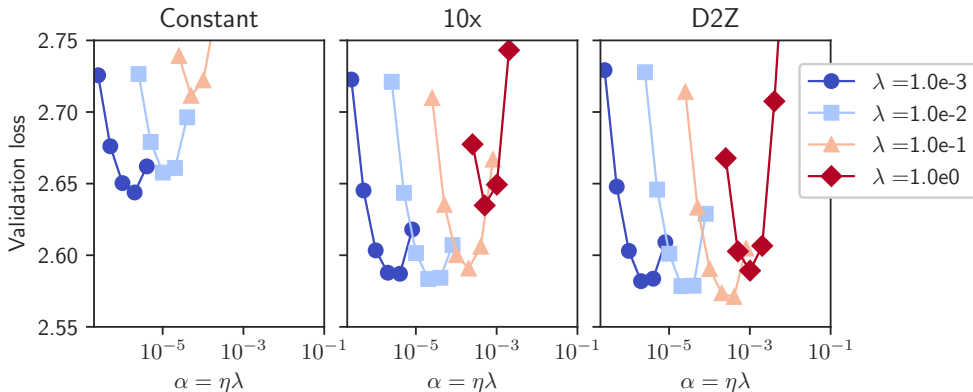 Constant
10x
D2Z
Validation loss
2.75
2.70
2.65
2.60
2.55
10⁻⁵
10⁻³
10⁻¹
10⁻⁵
10⁻³
10⁻¹
10⁻⁵
10⁻³
10⁻¹
α = ηλ
α = ηλ
α = ηλ
λ =1.0e-3
λ =1.0e-2
λ =1.0e-1
λ =1.0e0